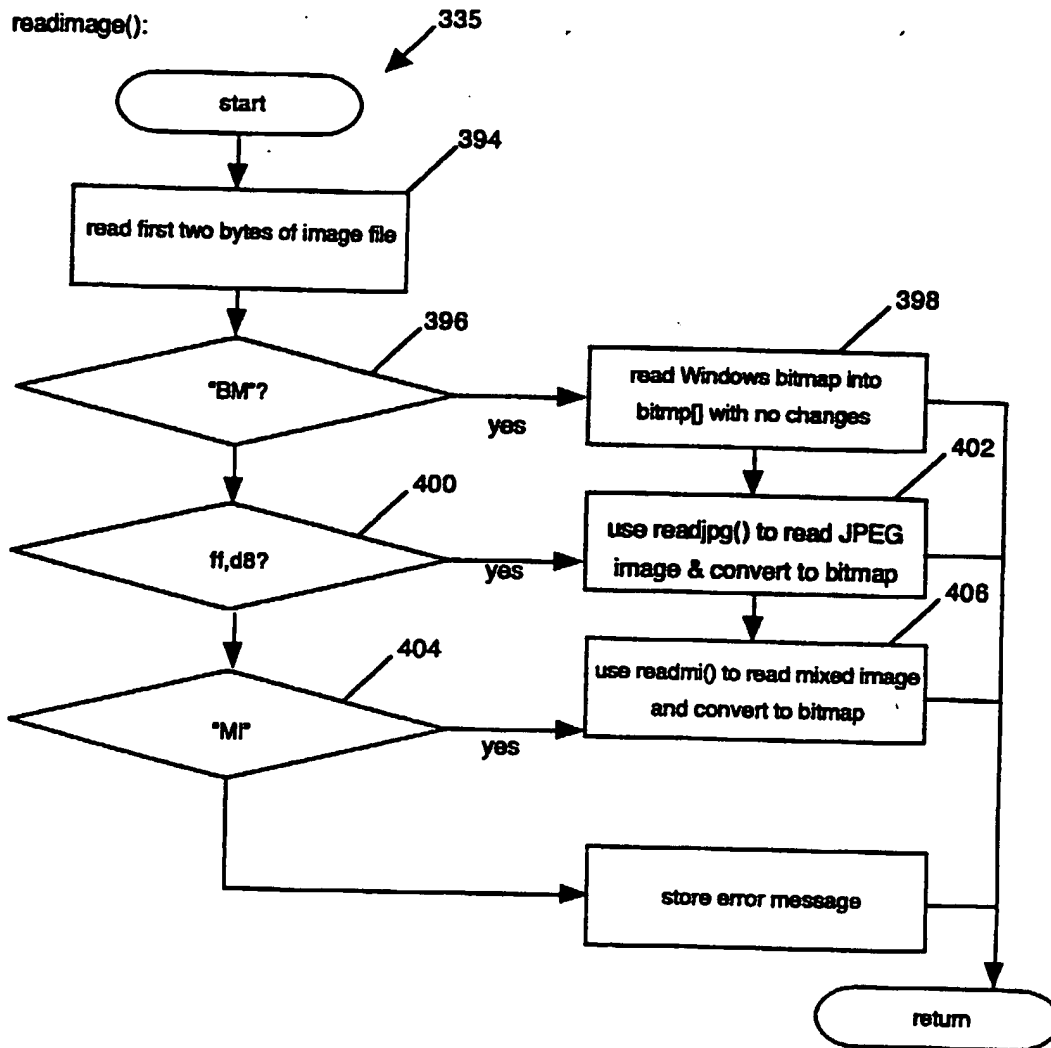 readimage():
335
start
394
read first two bytes of image file
396
"BM"?
yes
398
read Windows bitmap into
bitmp[] with no changes
400
ff,d8?
yes
402
use readjpg() to read JPEG
image & convert to bitmap
404
"MI"
yes
406
use readmi() to read mixed image
and convert to bitmap
store error message
return